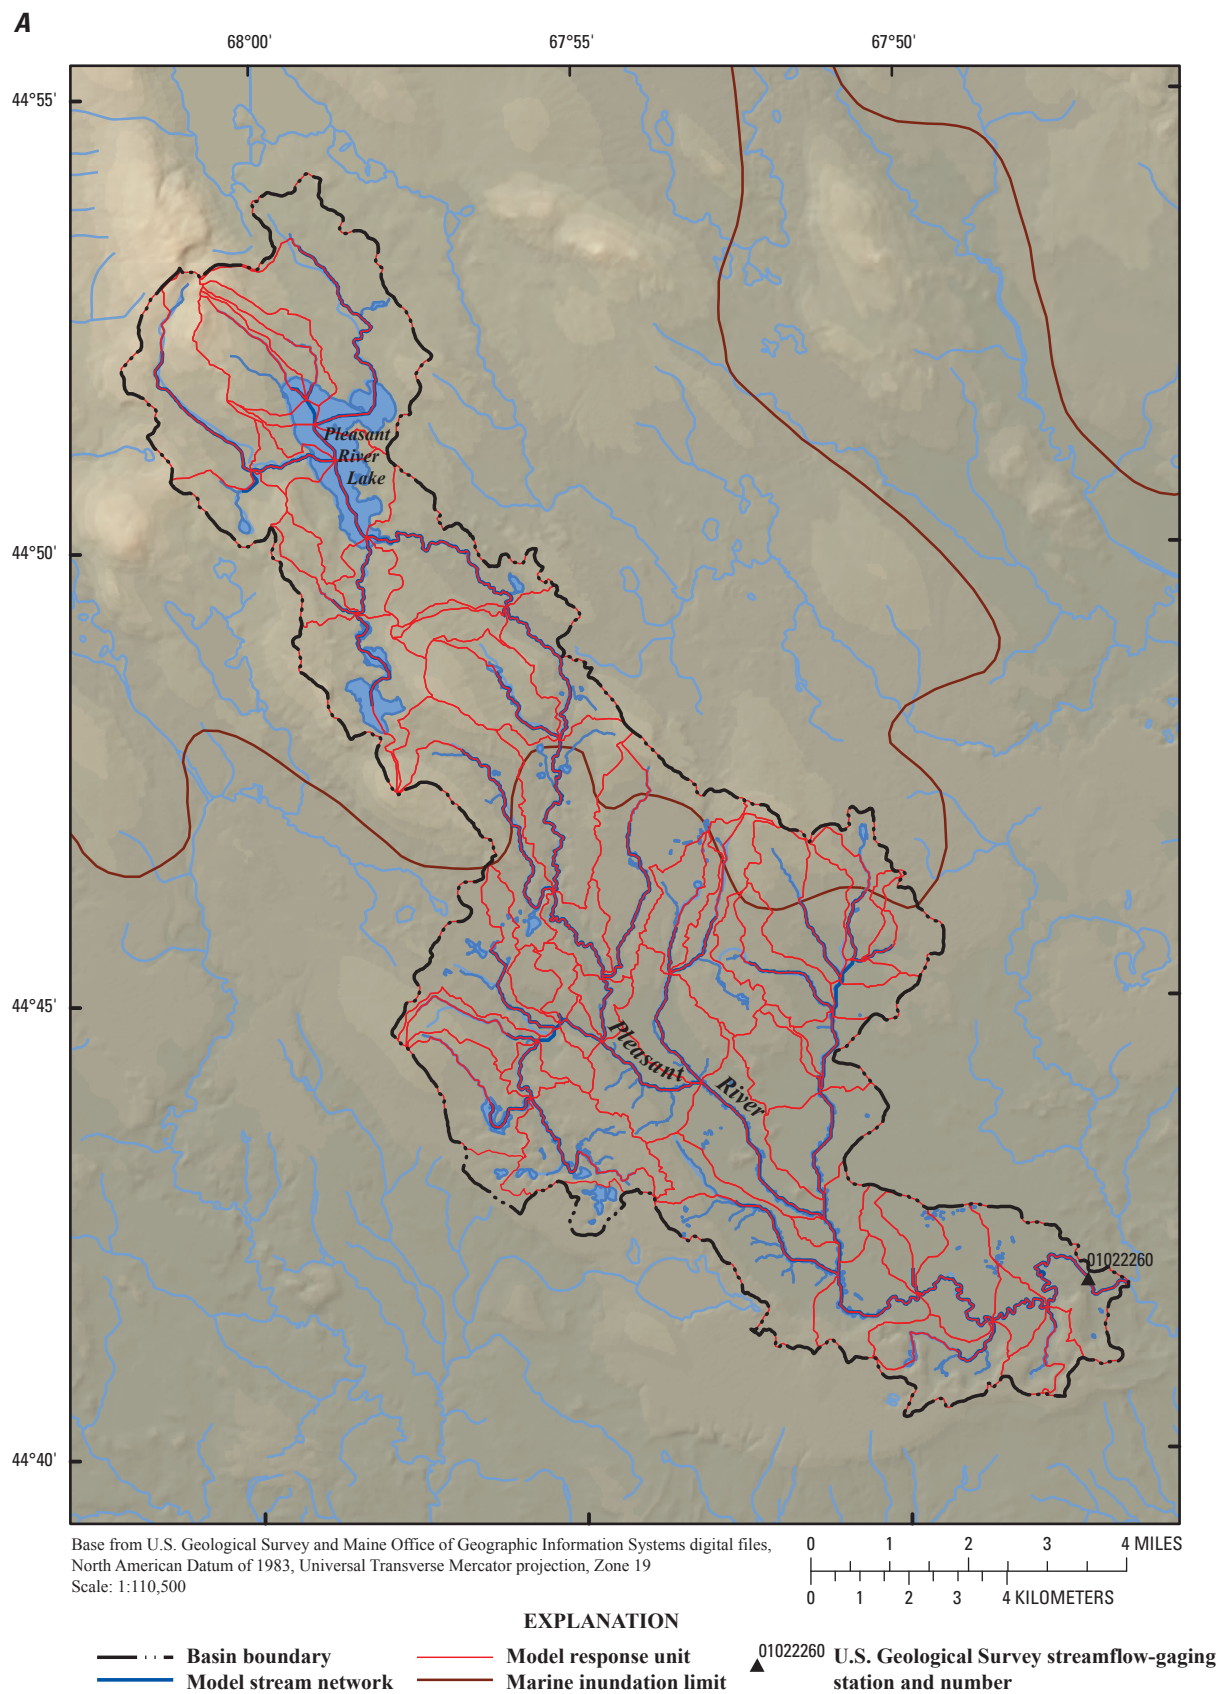 A
68°00'
67°55'
67°50'
44°55'
Pleasant
River
Lake
44°50'
44°45'
Pleasant
River
01022260
44°40'
Base from U.S. Geological Survey and Maine Office of Geographic Information Systems digital files,
North American Datum of 1983, Universal Transverse Mercator projection, Zone 19
Scale: 1:110,500
0 1 2 3 4 MILES
0 1 2 3 4 KILOMETERS
EXPLANATION
Basin boundary
Model stream network
Model response unit
Marine inundation limit
01022260
U.S. Geological Survey streamflow-gaging
station and number